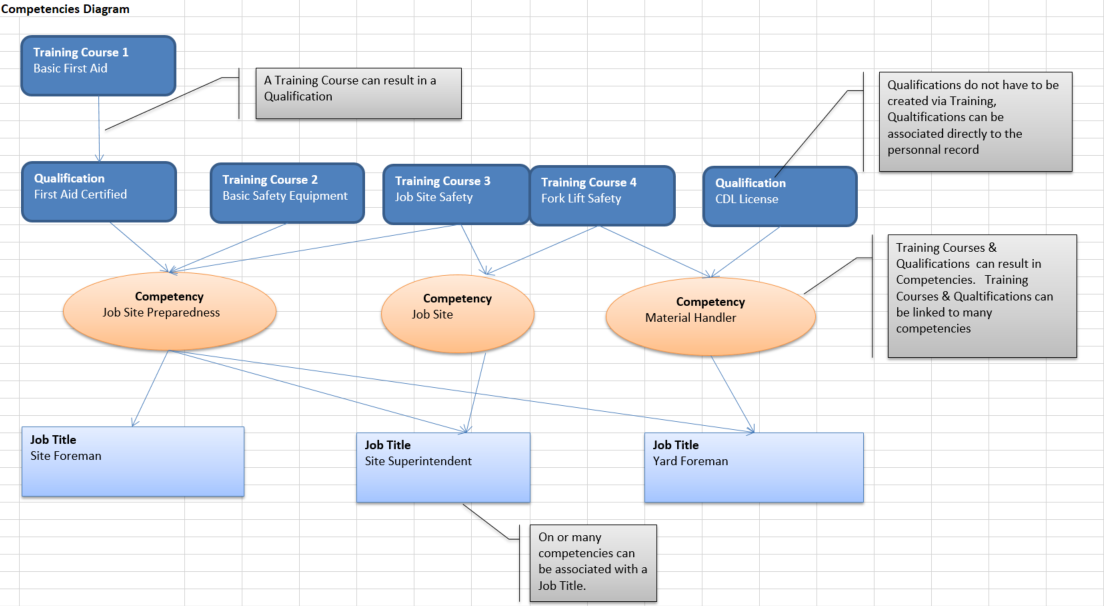 Competencies Diagram
Training Course 1
Basic First Aid
A Training Course can result in a
Qualification
Qualifications do not have to be
created via Training,
Qualtifications can be
associated directly to the
personnal record
Qualification
First Aid Certified
Training Course 2
Basic Safety Equipment
Training Course 3
Job Site Safety
Training Course 4
Fork Lift Safety
Qualification
CDL License
Training Courses &
Qualifications  can result in
Competencies.   Training
Courses & Qualtifications can
be linked to many
competencies
Competency
Job Site Preparedness
Competency
Job Site
Competency
Material Handler
Job Title
Site Foreman
Job Title
Site Superintendent
Job Title
Yard Foreman
On or many
competencies can
be associated with a
Job Title.